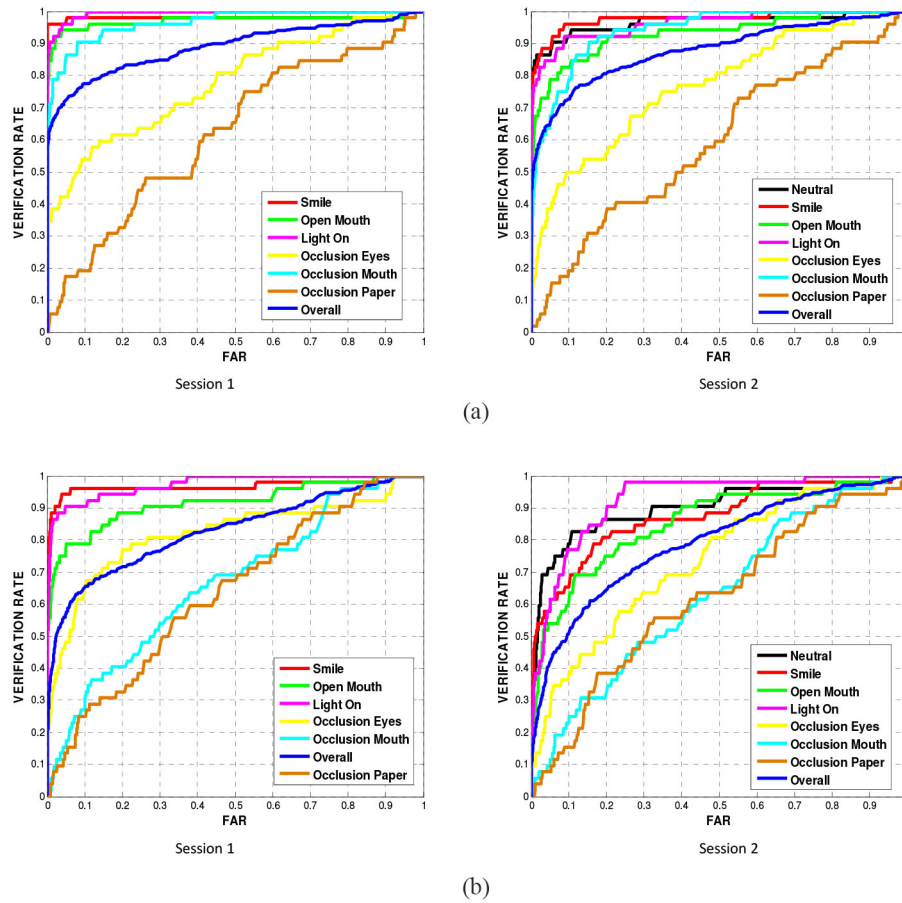 VERIFICATION RATE
1
0.9
0.8
0.7
0.6
0.5
0.4
0.3
0.2
0.1
0
Smile
Open Mouth
Light On
Occlusion Eyes
Occlusion Mouth
Occlusion Paper
Overall
0 0.1 0.2 0.3 0.4 0.5 0.6 0.7 0.8 0.9 1
FAR
Session 1
VERIFICATION RATE
1
0.9
0.8
0.7
0.6
0.5
0.4
0.3
0.2
0.1
0
Neutral
Smile
Open Mouth
Light On
Occlusion Eyes
Occlusion Mouth
Occlusion Paper
Overall
0 0.1 0.2 0.3 0.4 0.5 0.6 0.7 0.8 0.9
FAR
Session 2
(a)
VERIFICATION RATE
1
0.9
0.8
0.7
0.6
0.5
0.4
0.3
0.2
0.1
0
Smile
Open Mouth
Light On
Occlusion Eyes
Occlusion Mouth
Overall
Occlusion Paper
0 0.1 0.2 0.3 0.4 0.5 0.6 0.7 0.8 0.9 1
FAR
Session 1
VERIFICATION RATE
1
0.9
0.8
0.7
0.6
0.5
0.4
0.3
0.2
0.1
0
Neutral
Smile
Open Mouth
Light On
Occlusion Eyes
Occlusion Mouth
Occlusion Paper
Overall
0 0.1 0.2 0.3 0.4 0.5 0.6 0.7 0.8 0.9
FAR
Session 2
(b)